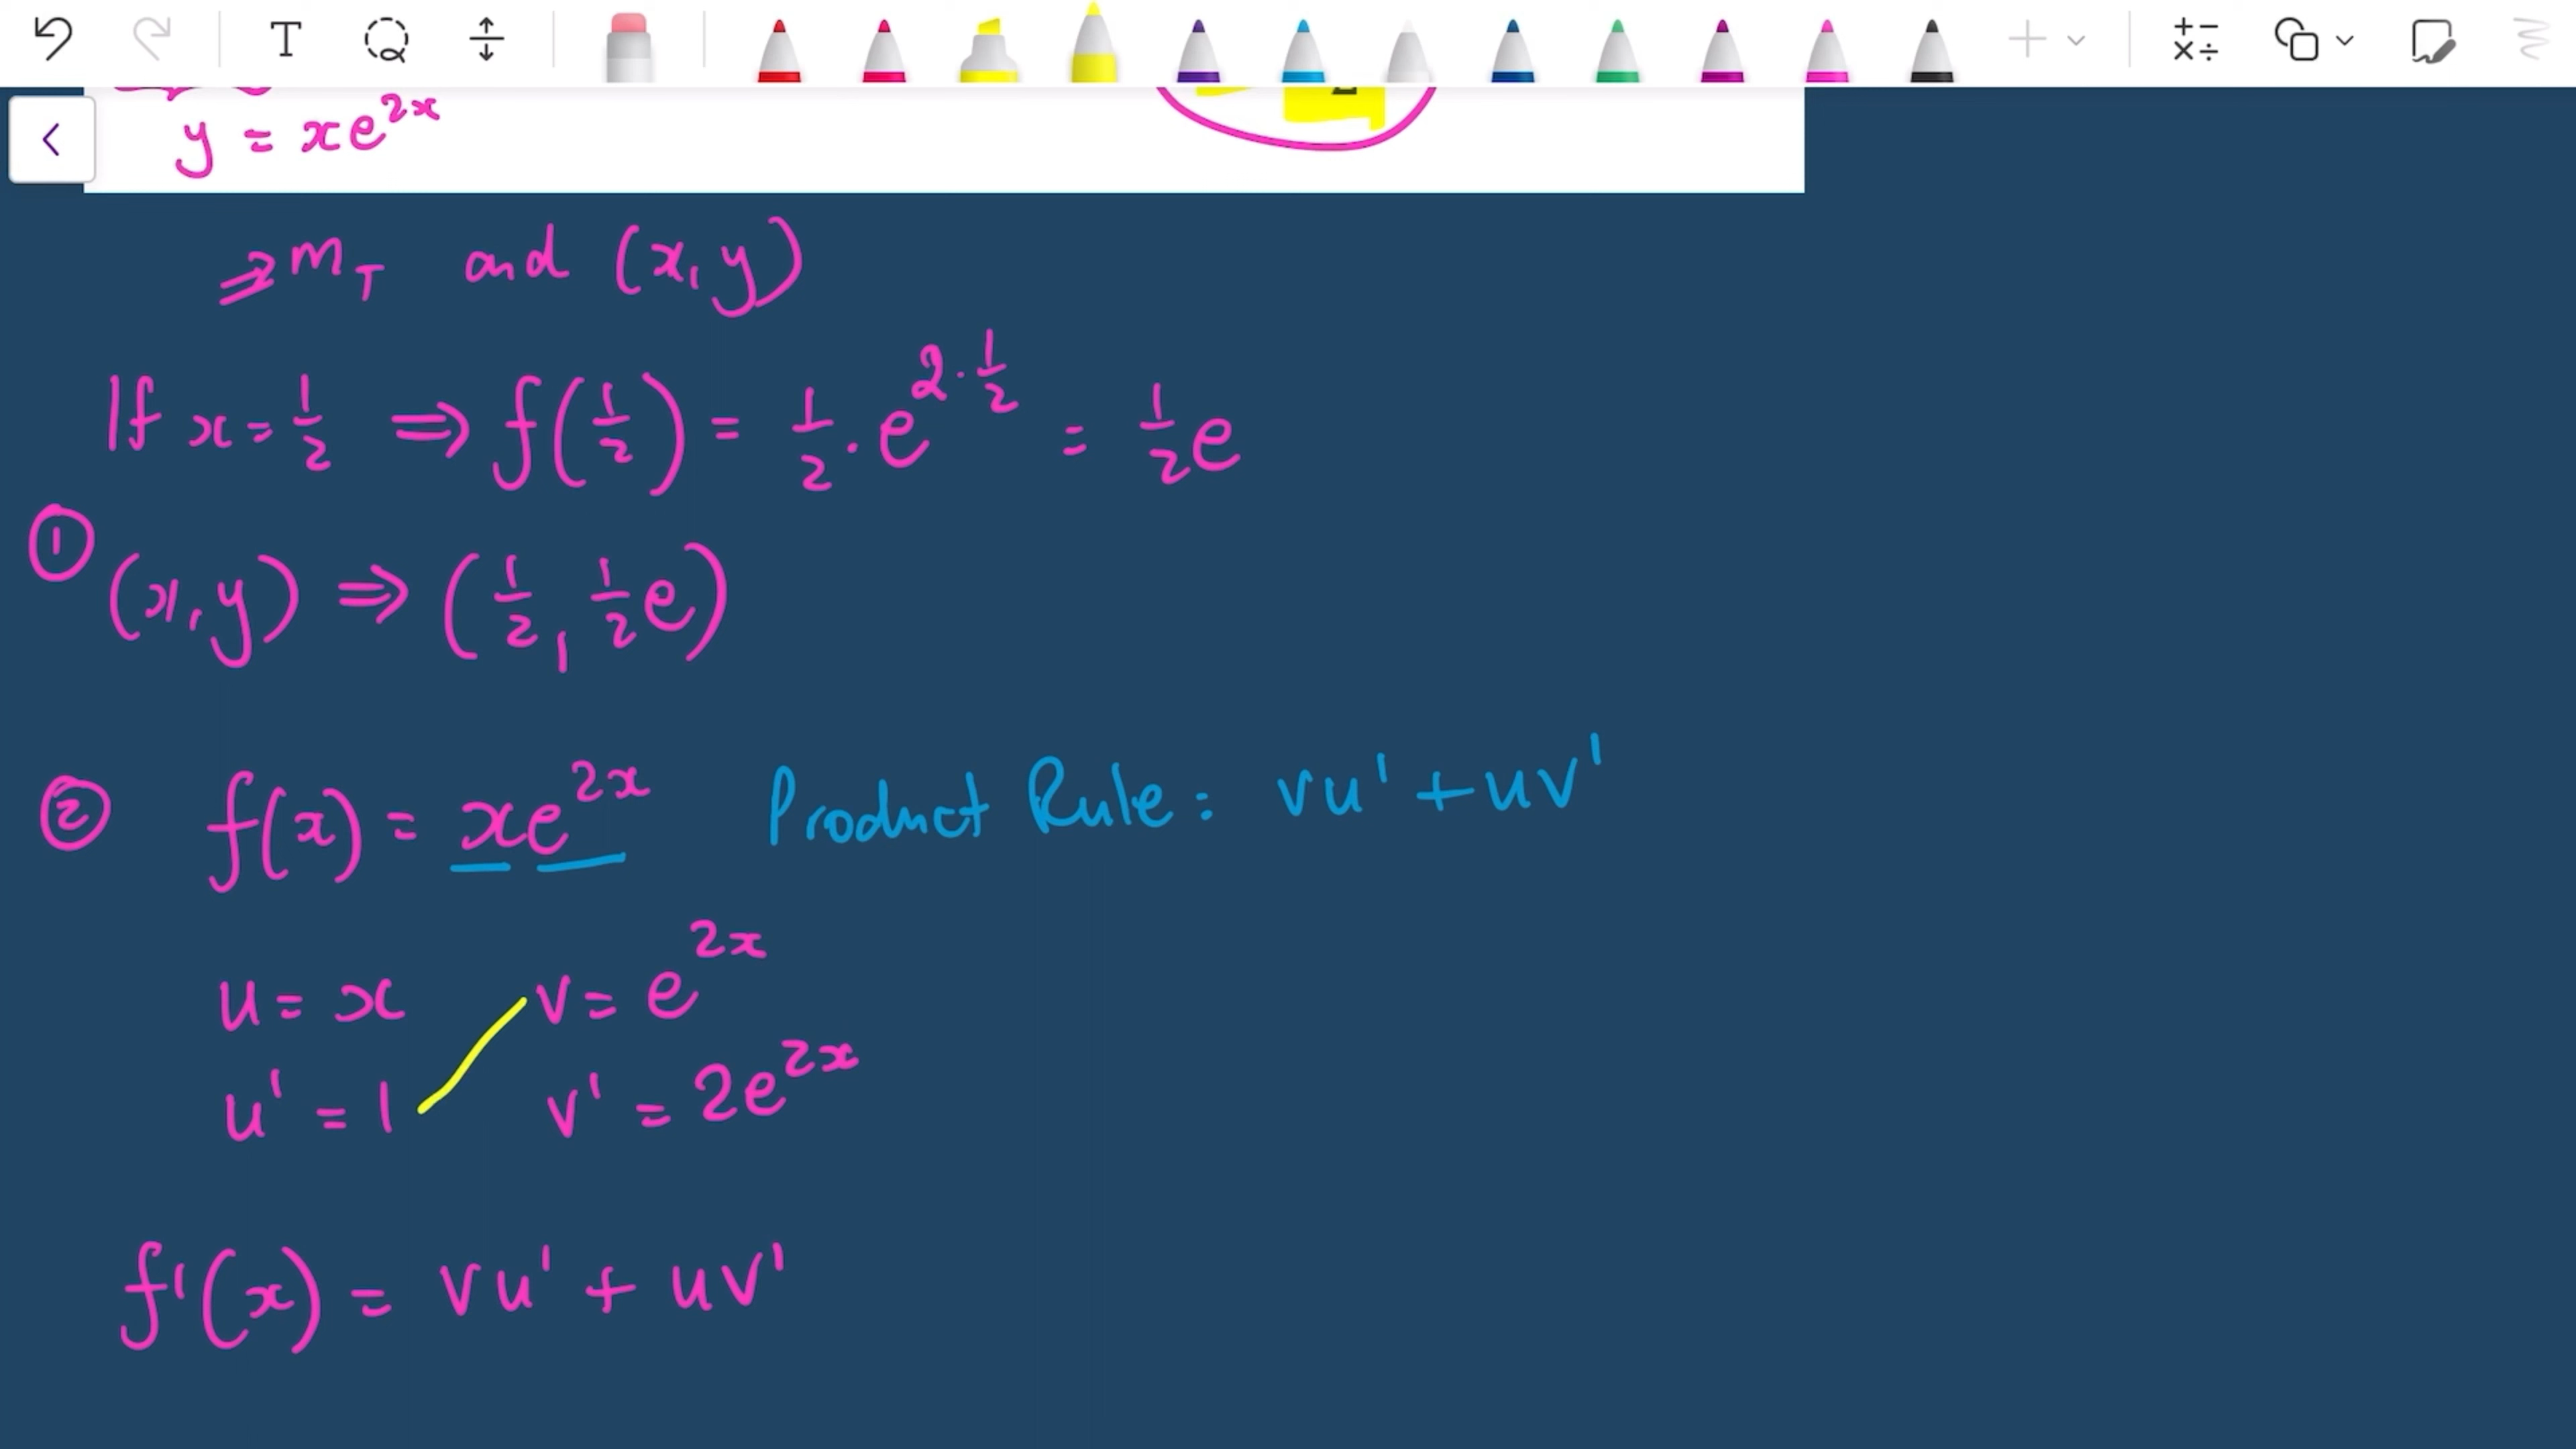 y = xe^{2x}
⇒ m_T and (x, y)
If x = 1/2 ⇒ f(1/2) = 1/2 · e^{2·1/2} = 1/2 e
①
(x, y) ⇒ (1/2, 1/2 e)
② f(x) = xe^{2x} Product Rule: vu' + uv'
u = x v = e^{2x}
u' = 1 v' = 2e^{2x}
f'(x) = vu' + uv'